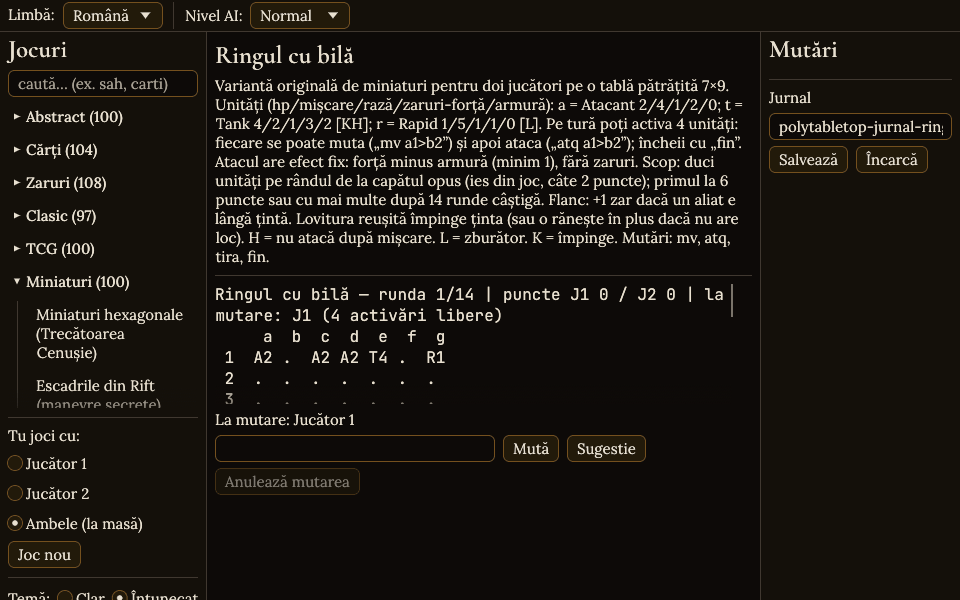 Limbă: Română ▼ Nivel AI: Normal ▼
Jocuri
caută... (ex. sah, carti)
▸ Abstract (100)
▸ Cărți (104)
▸ Zaruri (108)
▸ Clasic (97)
▸ TCG (100)
▾ Miniaturi (100)
Miniaturi hexagonale
(Trecătoarea
Cenușie)
Escadrile din Rift
(manevre secrete)
Tu joci cu:
Jucător 1
Jucător 2
Ambele (la masă)
Joc nou
Temă: Clar Întunecat
Ringul cu bilă
Variantă originală de miniaturi pentru doi jucători pe o tablă pătrățită 7×9.
Unități (hp/mișcare/rază/zaruri-forță/armură): a = Atacant 2/4/1/2/0; t =
Tank 4/2/1/3/2 [KH]; r = Rapid 1/5/1/1/0 [L]. Pe tură poți activa 4 unități:
fiecare se poate muta („mv a1>b2”) și apoi ataca („atq a1>b2”); închei cu „fin”.
Atacul are efect fix: forță minus armură (minim 1), fără zaruri. Scop: duci
unități pe rândul de la capătul opus (ies din joc, câte 2 puncte); primul la 6
puncte sau cu mai multe după 14 runde câștigă. Flanc: +1 zar dacă un aliat e
lângă țintă. Lovitura reușită împinge ținta (sau o rănește în plus dacă nu are
loc). H = nu atacă după mișcare. L = zburător. K = împinge. Mutări: mv, atq,
tira, fin.
Ringul cu bilă — runda 1/14 | puncte J1 0 / J2 0 | la
mutare: J1 (4 activări libere)
a b c d e f g
1 A2 . A2 A2 T4 . R1
2 . . . . . . .
3 . . . . . . .
La mutare: Jucător 1
Mută Sugestie
Anulează mutarea
Mutări
Jurnal
polytabletop-jurnal-ring
Salvează Încarcă